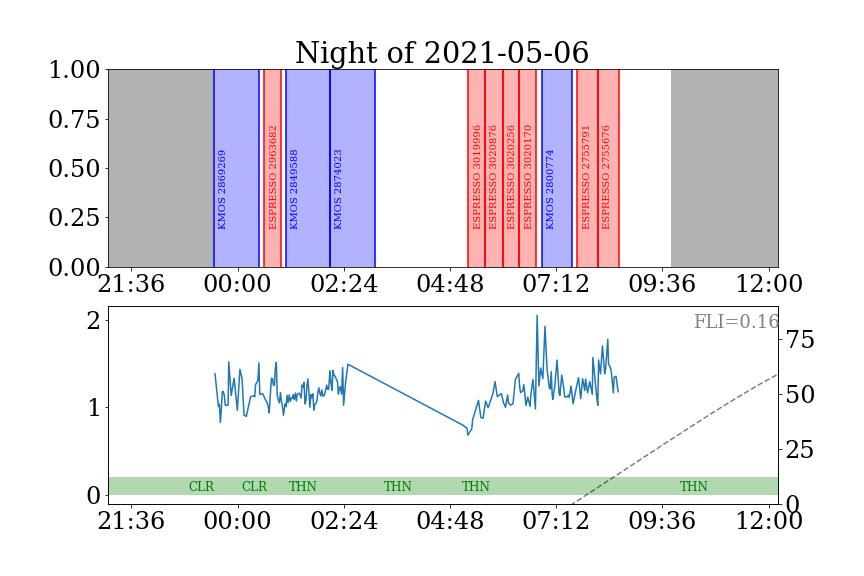 Night of 2021-05-06
1.00
0.75
0.50
0.25
0.00
KMOS 2869269
ESPRESSO 2963682
KMOS 2849588
KMOS 2874023
ESPRESSO 3019996
ESPRESSO 3020876
ESPRESSO 3020256
ESPRESSO 3020170
KMOS 2800774
ESPRESSO 2755791
ESPRESSO 2755676
21:36 00:00 02:24 04:48 07:12 09:36 12:00
FLI=0.16
2
1
0
75
50
25
0
CLR CLR THN THN THN THN
21:36 00:00 02:24 04:48 07:12 09:36 12:00